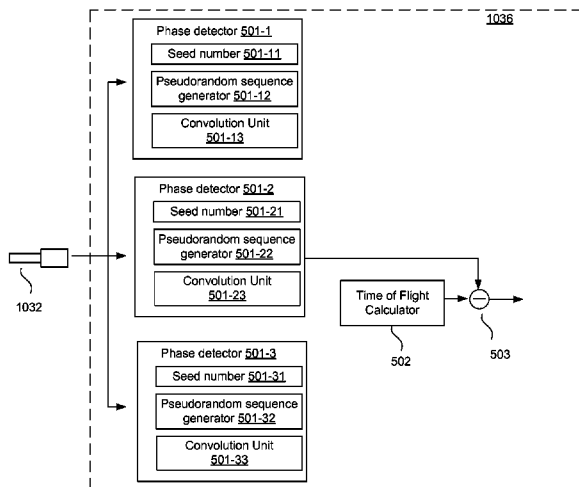 1036
Phase detector 501-1
Seed number 501-11
Pseudorandom sequence
generator 501-12
Convolution Unit
501-13
Phase detector 501-2
Seed number 501-21
Pseudorandom sequence
generator 501-22
Convolution Unit
501-23
1032
Time of Flight
Calculator
502
503
Phase detector 501-3
Seed number 501-31
Pseudorandom sequence
generator 501-32
Convolution Unit
501-33